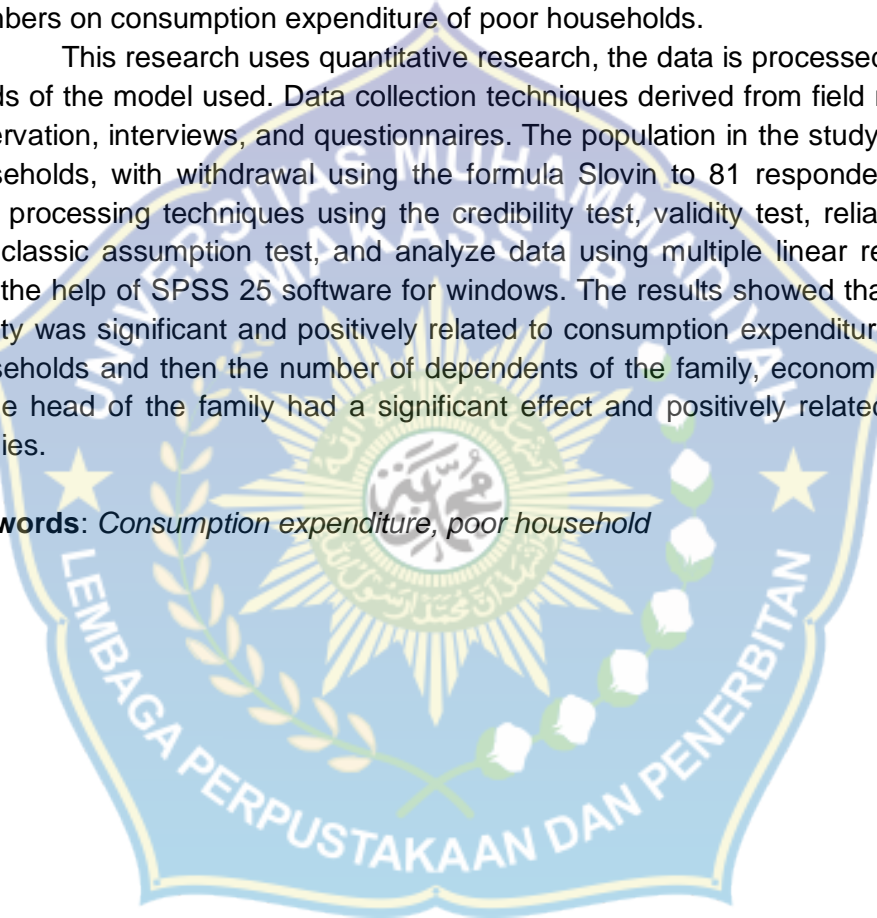 nbers on consumption expenditure of poor households.
This research uses quantitative research, the data is processed
ds of the model used. Data collection techniques derived from field
ervation, interviews, and questionnaires. The population in the study
seholds, with withdrawal using the formula Slovin to 81 responde
processing techniques using the credibility test, validity test, relia
classic assumption test, and analyze data using multiple linear re
the help of SPSS 25 software for windows. The results showed tha
ty was significant and positively related to consumption expenditur
seholds and then the number of dependents of the family, econom
e head of the family had a significant effect and positively related
ies.
words: Consumption expenditure, poor household
UNIVERSITAS MUHAMMADIYAH
MAKASSAR
LEMBAGA PERPUSTAKAAN DAN PENERBITAN